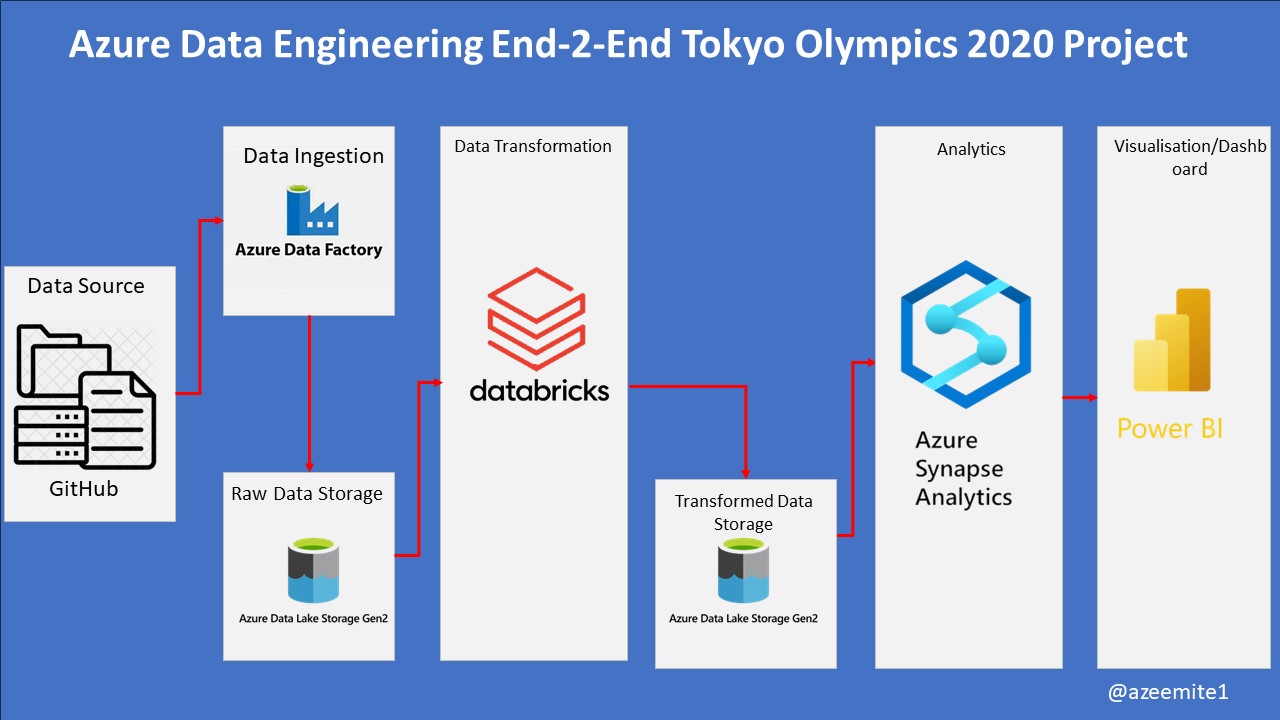 Azure Data Engineering End-2-End Tokyo Olympics 2020 Project
Data Source
GitHub
Data Ingestion
Azure Data Factory
Raw Data Storage
Azure Data Lake Storage Gen2
Data Transformation
databricks
Transformed Data
Storage
Azure Data Lake Storage Gen2
Analytics
Azure
Synapse
Analytics
Visualisation/Dashb
oard
Power BI
@azeemite1